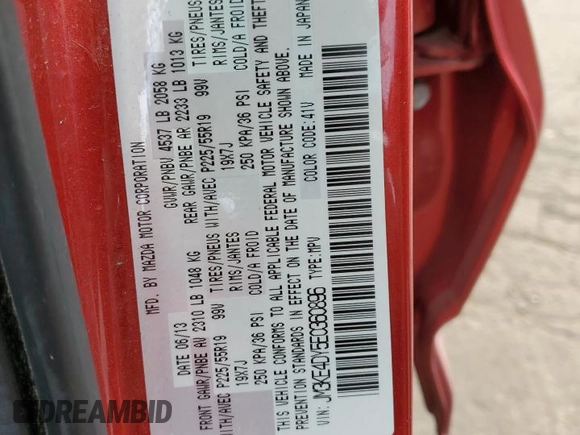 MFD. BY MAZDA MOTOR CORPORATION
DATE 06/13 GVWR/PNBV 4537 LB 2058 KG
FRONT GAWR/PNBE AU 2310 LB 1048 KG REAR GAWR/PNBE AR 2233 LB 1013 KG
WITH/AVEC P225/55R19 99V TIRES/PNEUS WITH/AVEC P225/55R19 99V TIRES/PNEUS
19X7J RIMS/JANTES 19X7J RIMS/JANTES
250 KPA/36 PSI COLD/A FROID 250 KPA/36 PSI COLD/A FROID
THIS VEHICLE CONFORMS TO ALL APPLICABLE FEDERAL MOTOR VEHICLE SAFETY AND THEFT
STANDARDS IN EFFECT ON THE DATE OF MANUFACTURE SHOWN ABOVE.
VIN: JM3KE4DY5E0360896 TYPE:MPV COLOR CODE:41V MADE IN JAPAN
DREAMBID